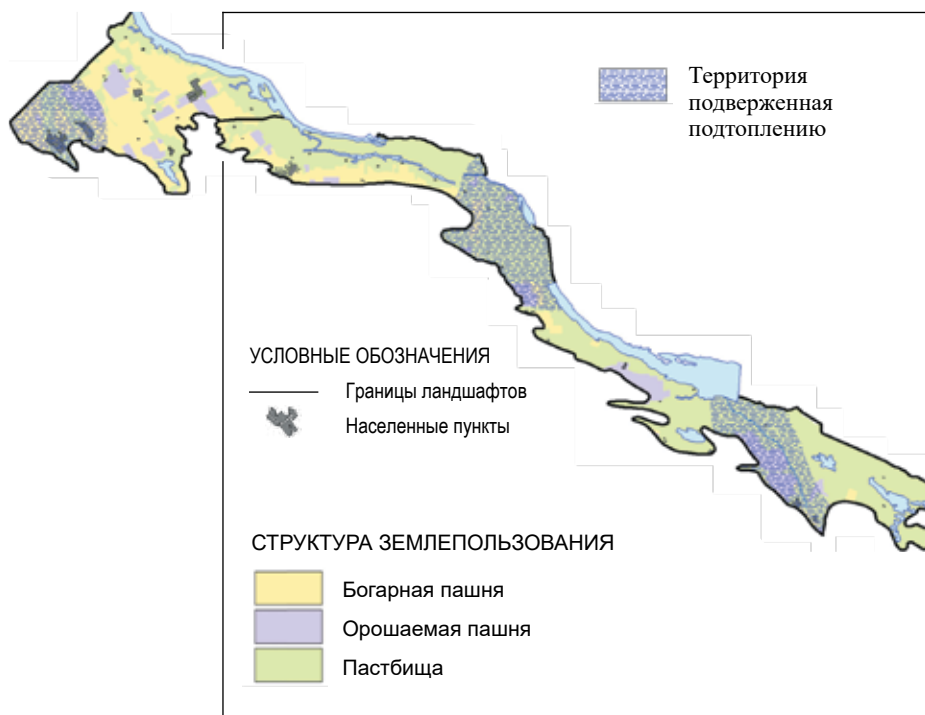 Территория
подверженная
подтоплению
УСЛОВНЫЕ ОБОЗНАЧЕНИЯ
Границы ландшафтов
Населенные пункты
СТРУКТУРА ЗЕМЛЕПОЛЬЗОВАНИЯ
Богарная пашня
Орошаемая пашня
Пастбища